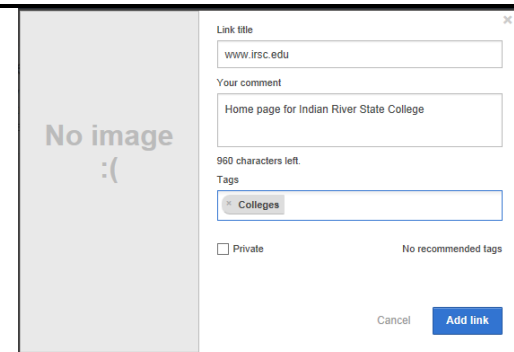 No image
:(
×
Link title
www.irsc.edu
Your comment
Home page for Indian River State College
960 characters left.
Tags
× Colleges
Private
No recommended tags
Cancel
Add link